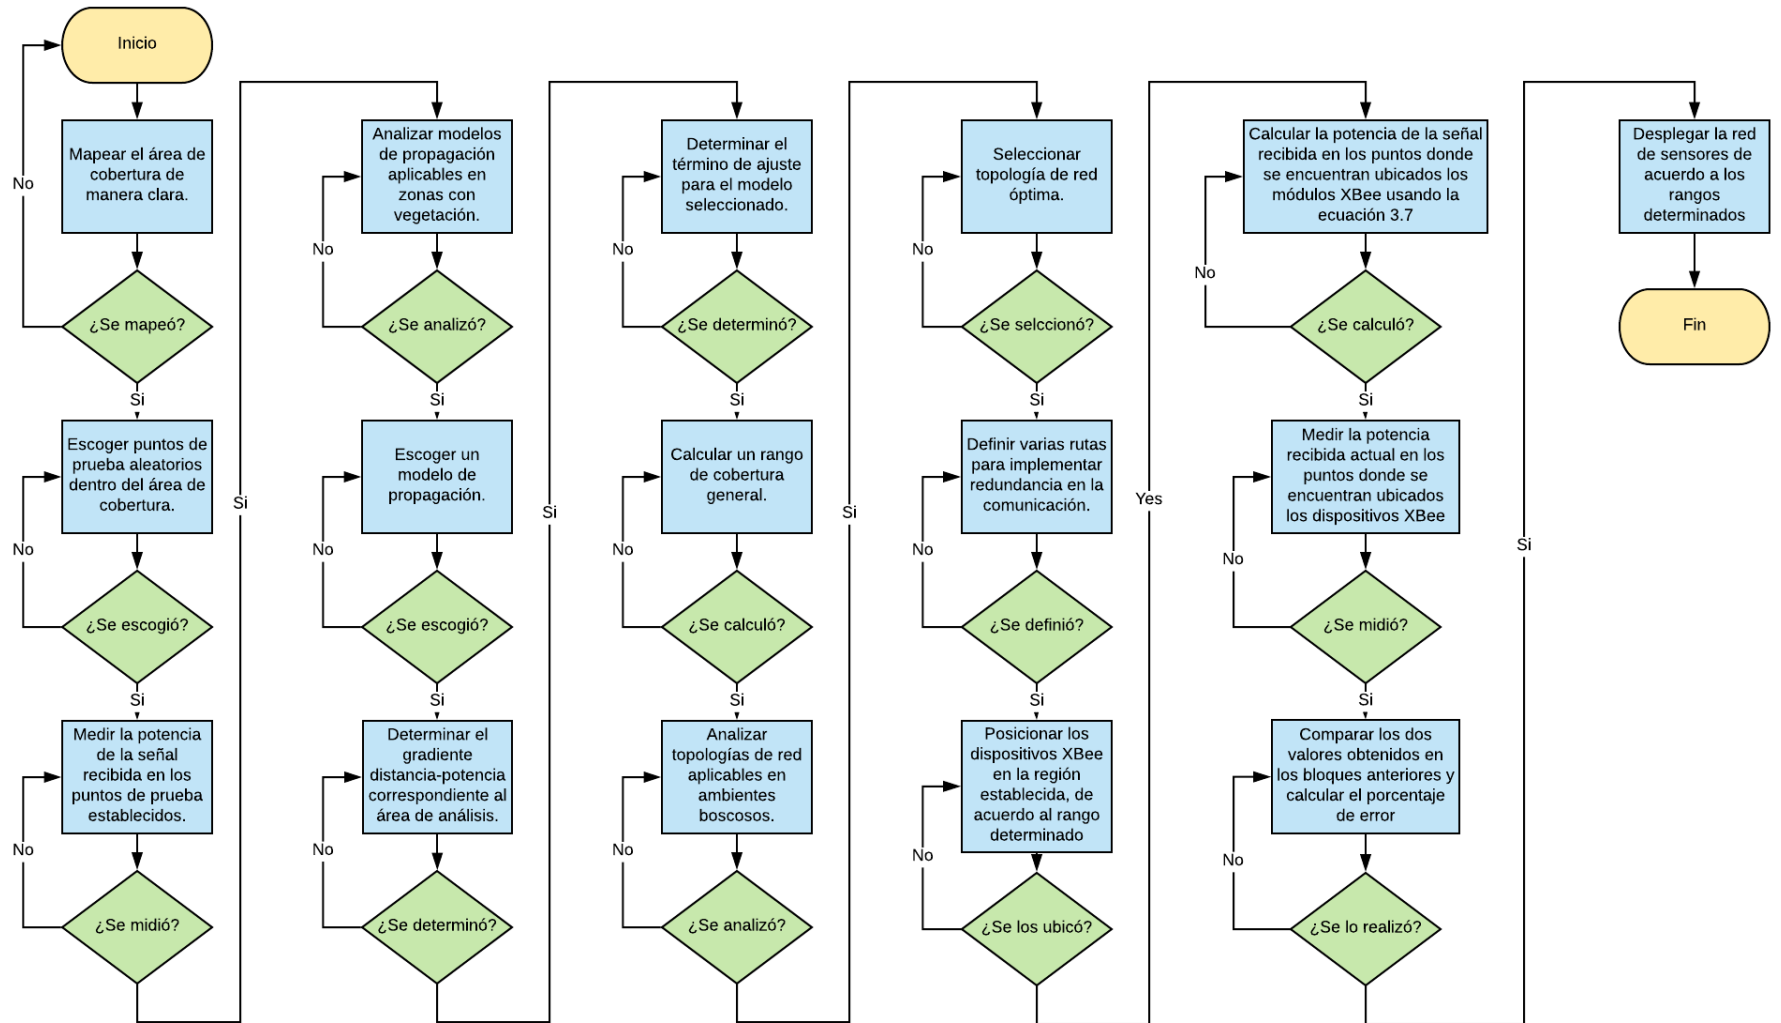 Inicio
Mapear el área de
cobertura de
manera clara.
No
¿Se mapeó?
Si
Escoger puntos de
prueba aleatorios
dentro del área de
cobertura.
No
¿Se escogió?
Si
Medir la potencia
de la señal
recibida en los
puntos de prueba
establecidos.
No
¿Se midió?
Si
Analizar modelos
de propagación
aplicables en
zonas con
vegetación.
No
¿Se analizó?
Si
Escoger un
modelo de
propagación.
No
¿Se escogió?
Si
Determinar el
gradiente
distancia-potencia
correspondiente al
área de análisis.
No
¿Se determinó?
Si
Determinar el
término de ajuste
para el modelo
seleccionado.
No
¿Se determinó?
Si
Calcular un rango
de cobertura
general.
No
¿Se calculó?
Si
Analizar
topologías de red
aplicables en
ambientes
boscosos.
No
¿Se analizó?
Si
Seleccionar
topología de red
óptima.
No
¿Se selccionó?
Si
Definir varias rutas
para implementar
redundancia en la
comunicación.
No
¿Se definió?
Si
Posicionar los
dispositivos XBee
en la región
establecida, de
acuerdo al rango
determinado
No
¿Se los ubicó?
Yes
Calcular la potencia de la señal
recibida en los puntos donde
se encuentran ubicados los
módulos XBee usando la
ecuación 3.7
No
¿Se calculó?
Si
Medir la potencia
recibida actual en los
puntos donde se
encuentran ubicados
los dispositivos XBee
No
¿Se midió?
Si
Comparar los dos
valores obtenidos en
los bloques anteriores y
calcular el porcentaje
de error
No
¿Se lo realizó?
Si
Desplegar la red
de sensores de
acuerdo a los
rangos
determinados
Fin